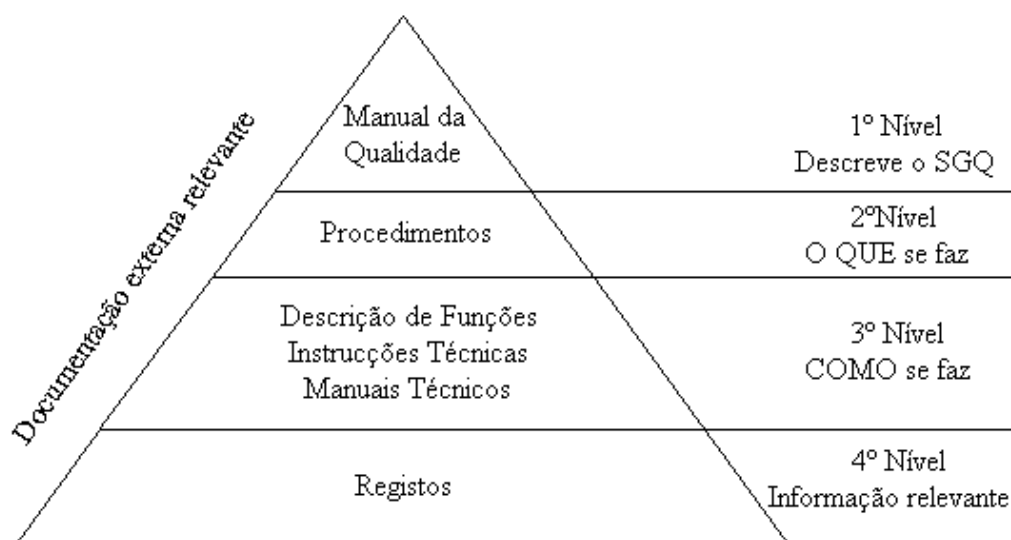 Documentação externa relevante
Manual da
Qualidade
1º Nível
Descreve o SGQ
Procedimentos
2ºNível
O QUE se faz
Descrição de Funções
Instrucções Técnicas
Manuais Técnicos
3º Nível
COMO se faz
Registos
4º Nível
Informação relevante